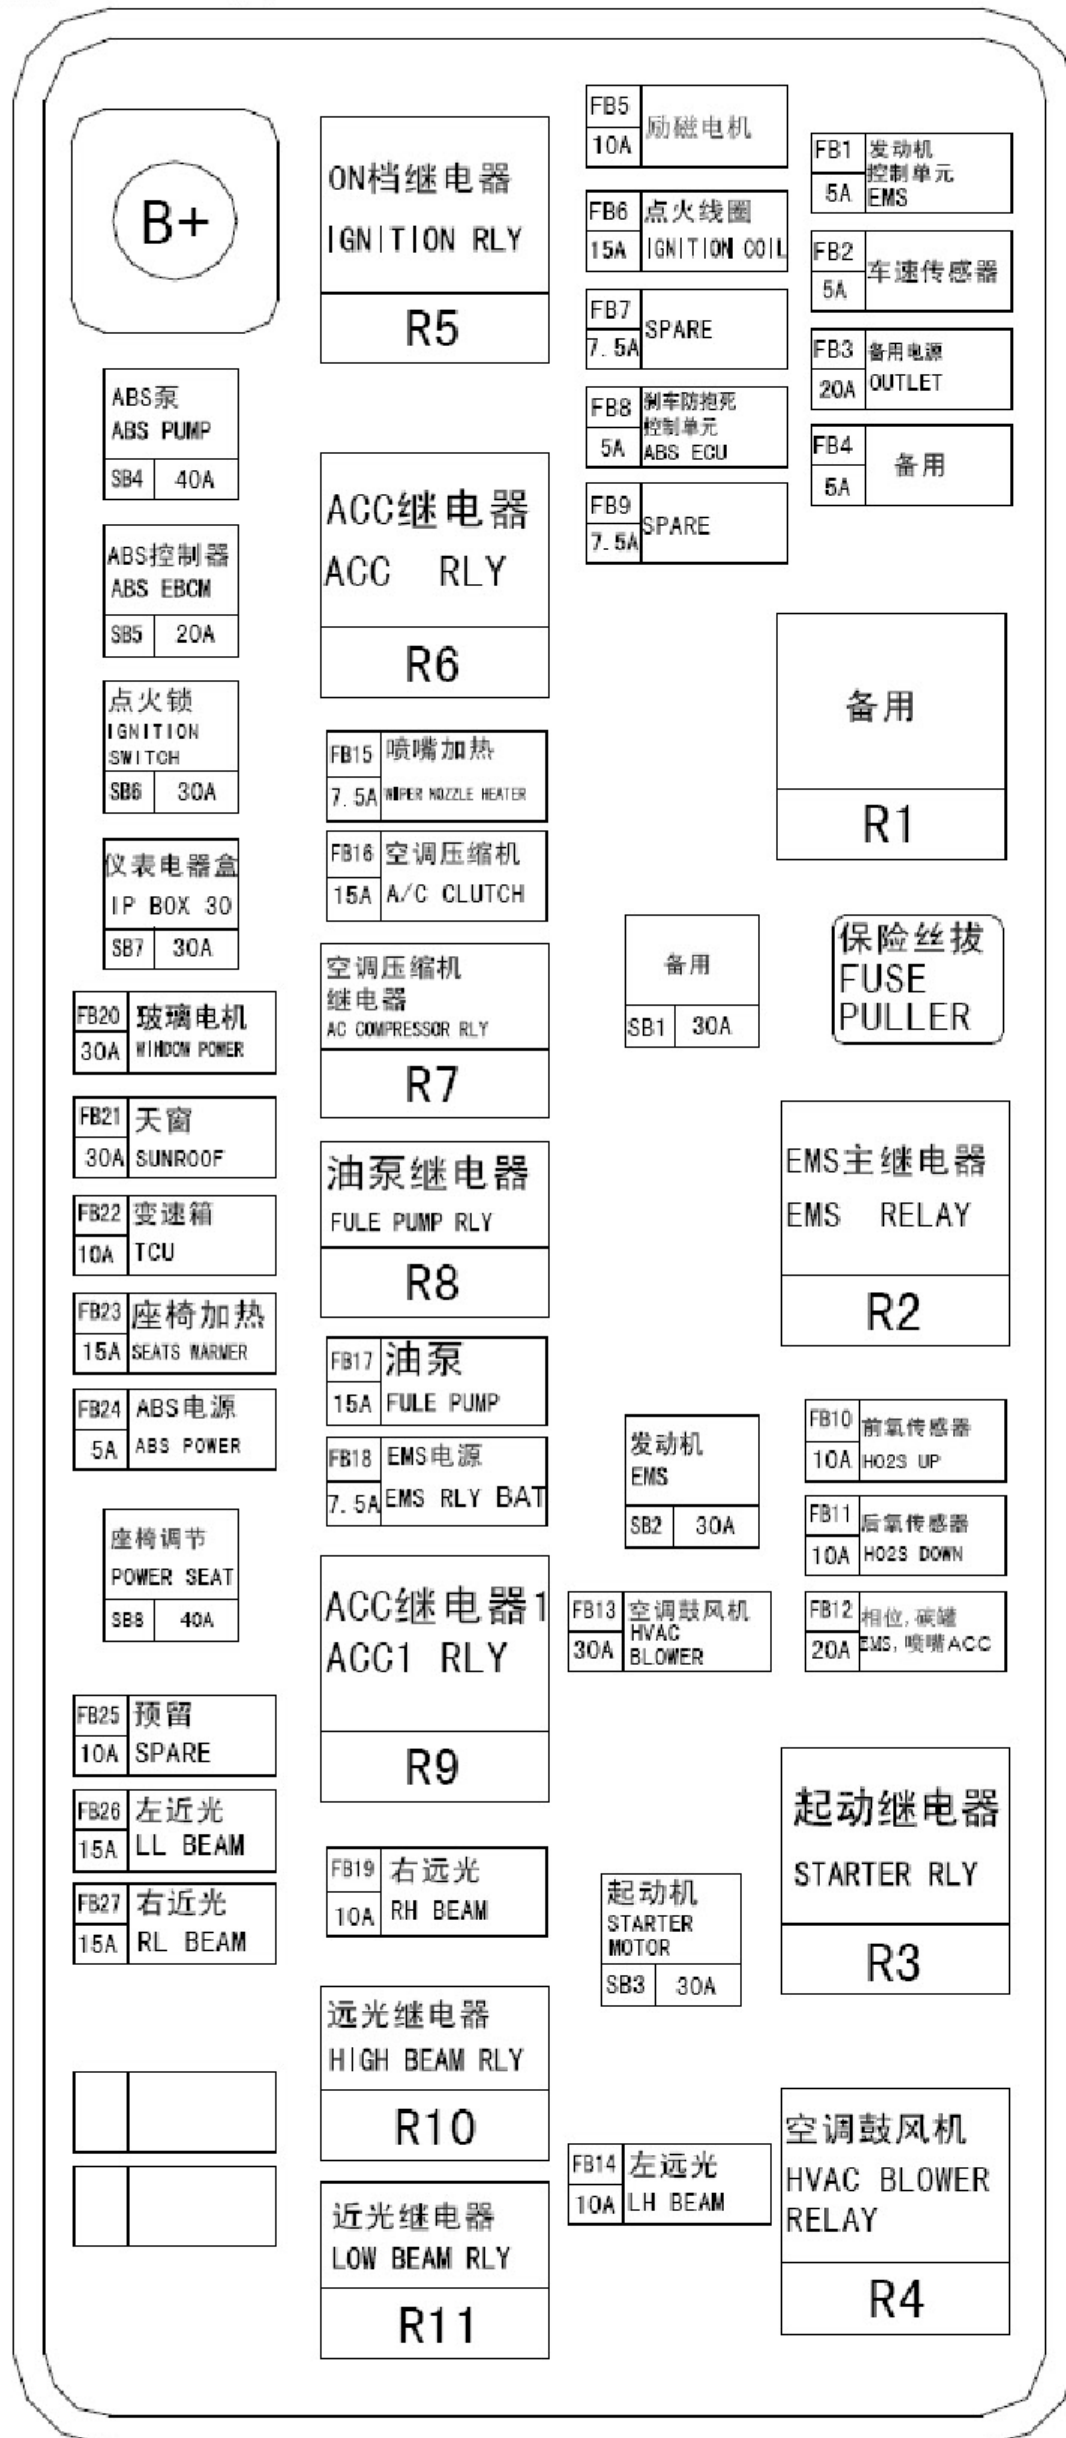 B+
ABS泵
ABS PUMP
SB4 40A
ABS控制器
ABS EBCM
SB5 20A
点火锁
IGNITION
SWITCH
SB6 30A
仪表电器盒
IP BOX 30
SB7 30A
FB20 玻璃电机
30A WINDOW POWER
FB21 天窗
30A SUNROOF
FB22 变速箱
10A TCU
FB23 座椅加热
15A SEATS WARMER
FB24 ABS电源
5A ABS POWER
座椅调节
POWER SEAT
SB8 40A
FB25 预留
10A SPARE
FB26 左近光
15A LL BEAM
FB27 右近光
15A RL BEAM
ON档继电器
IGNITION RLY
R5
ACC继电器
ACC RLY
R6
FB15 喷嘴加热
7.5A WIPER NOZZLE HEATER
FB16 空调压缩机
15A A/C CLUTCH
空调压缩机
继电器
AC COMPRESSOR RLY
R7
油泵继电器
FULE PUMP RLY
R8
FB17 油泵
15A FULE PUMP
FB18 EMS电源
7.5A EMS RLY BAT
ACC继电器1
ACC1 RLY
R9
FB19 右远光
10A RH BEAM
远光继电器
HIGH BEAM RLY
R10
近光继电器
LOW BEAM RLY
R11
FB5 励磁电机
10A
FB6 点火线圈
15A IGNITION COIL
FB7 SPARE
7.5A
FB8 刹车防抱死
控制单元
5A ABS ECU
FB9 SPARE
7.5A
FB1 发动机
控制单元
5A EMS
FB2 车速传感器
5A
FB3 备用电源
20A OUTLET
FB4 备用
5A
备用
R1
备用
SB1 30A
保险丝拔
FUSE
PULLER
EMS主继电器
EMS RELAY
R2
发动机
EMS
SB2 30A
FB10 前氧传感器
10A HO2S UP
FB11 后氧传感器
10A HO2S DOWN
FB13 空调鼓风机
HVAC
30A BLOWER
FB12 相位,碳罐
20A EMS,喷嘴ACC
起动继电器
STARTER RLY
R3
起动机
STARTER
MOTOR
SB3 30A
FB14 左远光
10A LH BEAM
空调鼓风机
HVAC BLOWER
RELAY
R4